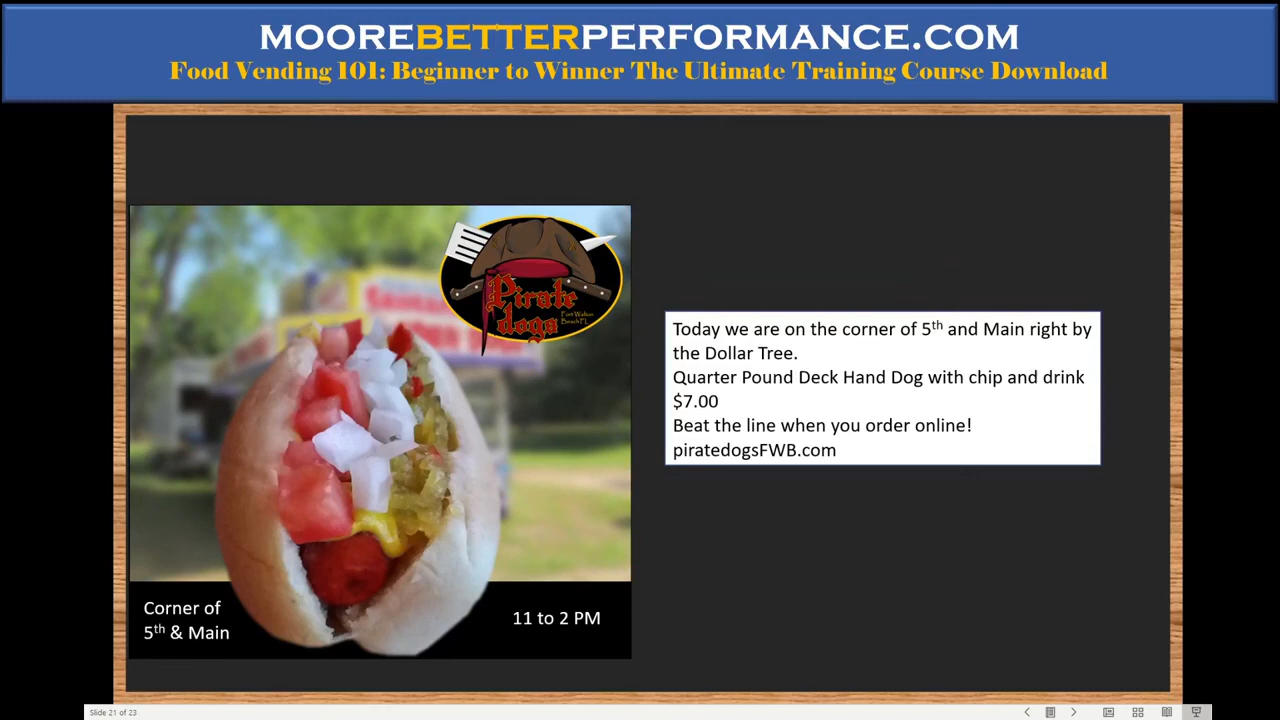 MOOREBETTERPERFORMANCE.COM
Food Vending 101: Beginner to Winner The Ultimate Training Course Download
Pirate
dogs
Fort Walton
Beach FL
Today we are on the corner of 5th and Main right by
the Dollar Tree.
Quarter Pound Deck Hand Dog with chip and drink
$7.00
Beat the line when you order online!
piratedogsFWB.com
Corner of
5th & Main
11 to 2 PM
Slide 21 of 23